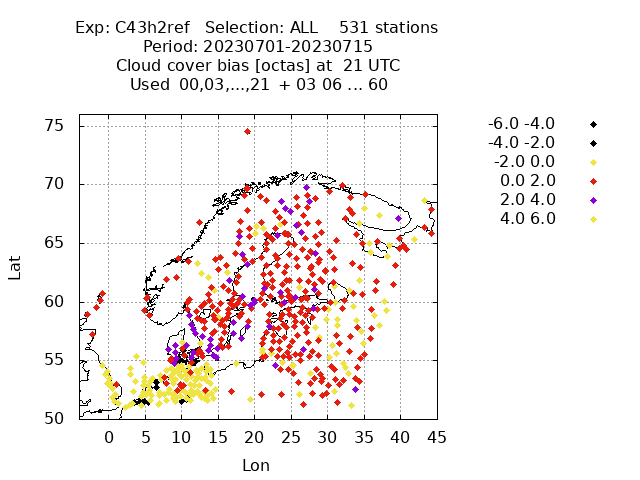 Exp: C43h2ref   Selection: ALL    531 stations
Period: 20230701-20230715
Cloud cover bias [octas] at  21 UTC
Used  00,03,...,21  + 03 06 ... 60
75
70
65
60
55
50
0 5 10 15 20 25 30 35 40 45
Lat
Lon
-6.0 -4.0
-4.0 -2.0
-2.0 0.0
0.0 2.0
2.0 4.0
4.0 6.0